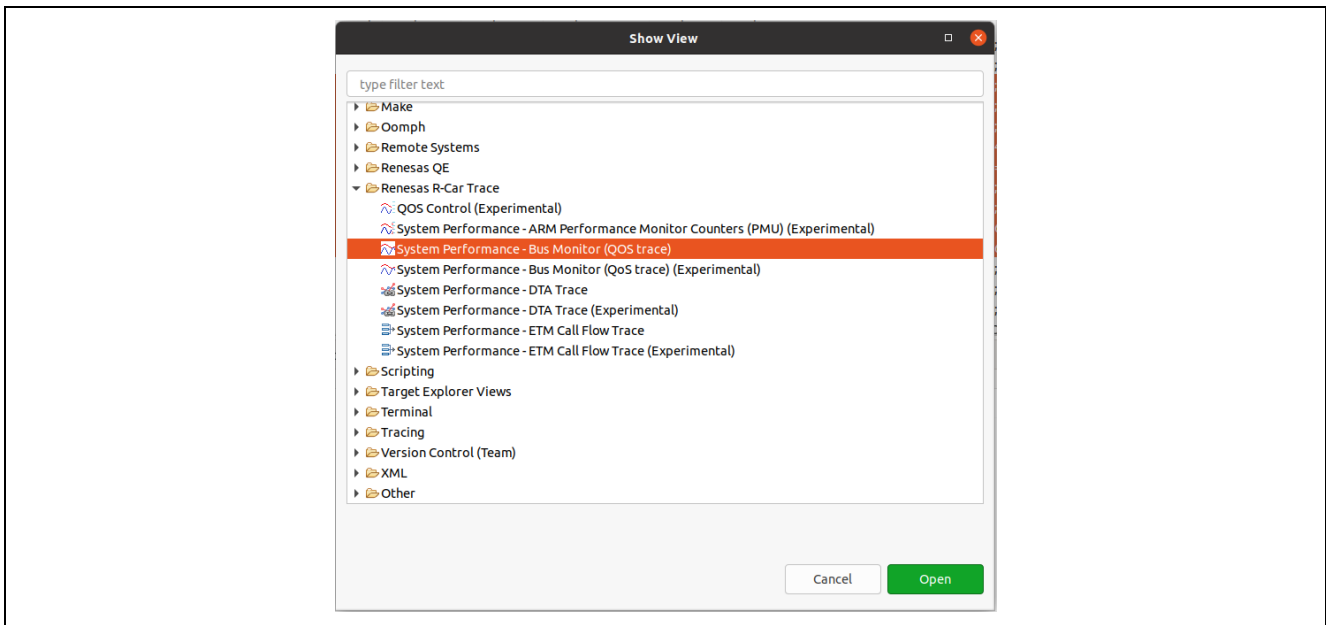 Show View
type filter text
Make
Oomph
Remote Systems
Renesas QE
Renesas R-Car Trace
QOS Control (Experimental)
System Performance - ARM Performance Monitor Counters (PMU) (Experimental)
System Performance - Bus Monitor (QOS trace)
System Performance - Bus Monitor (QoS trace) (Experimental)
System Performance - DTA Trace
System Performance - DTA Trace (Experimental)
System Performance - ETM Call Flow Trace
System Performance - ETM Call Flow Trace (Experimental)
Scripting
Target Explorer Views
Terminal
Tracing
Version Control (Team)
XML
Other
Cancel Open